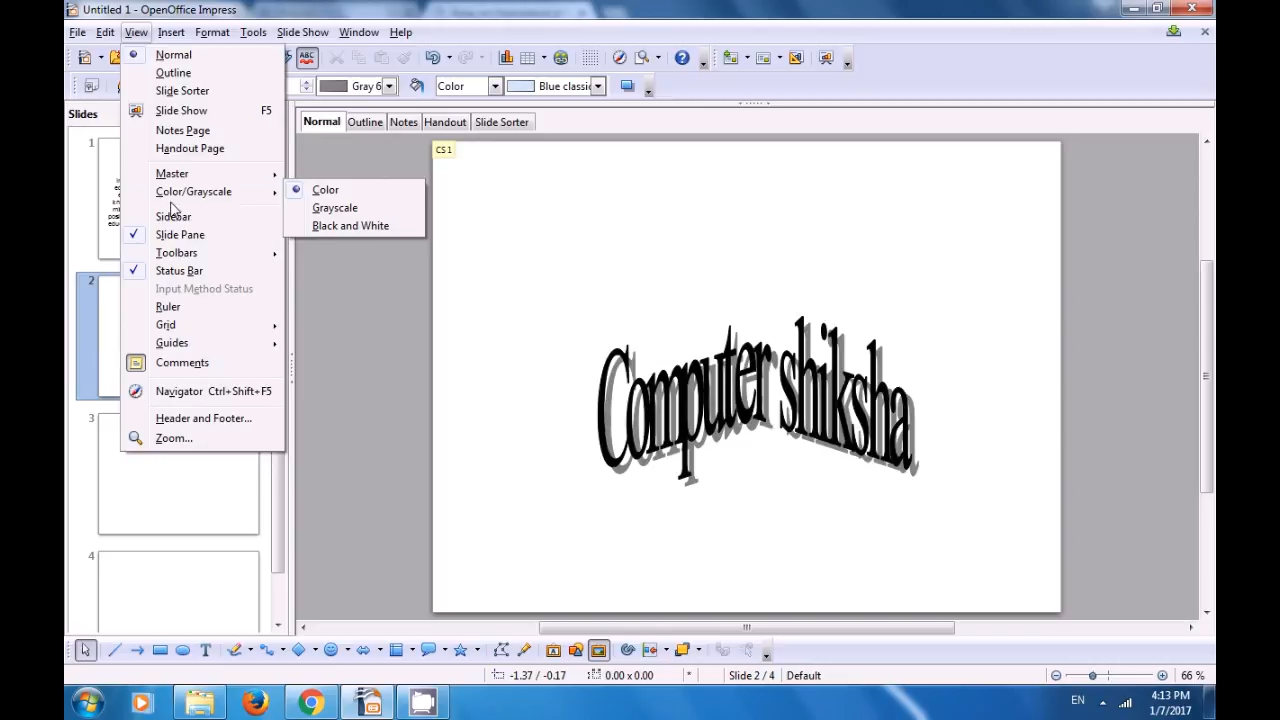 Untitled 1 - OpenOffice Impress
File Edit View Insert Format Tools Slide Show Window Help
ABC
Gray 6 Color Blue classic
Slides
Normal
Outline
Slide Sorter
Slide Show F5
Notes Page
Handout Page
Master
Color/Grayscale
Sidebar
Slide Pane
Toolbars
Status Bar
Input Method Status
Ruler
Grid
Guides
Comments
Navigator Ctrl+Shift+F5
Header and Footer...
Zoom...
Color
Grayscale
Black and White
1
2
3
4
Normal Outline Notes Handout Slide Sorter
CS1
Computer shiksha
-1.37 / -0.17 0.00 x 0.00 * Slide 2 / 4 Default 66 %
EN 4:13 PM
1/7/2017